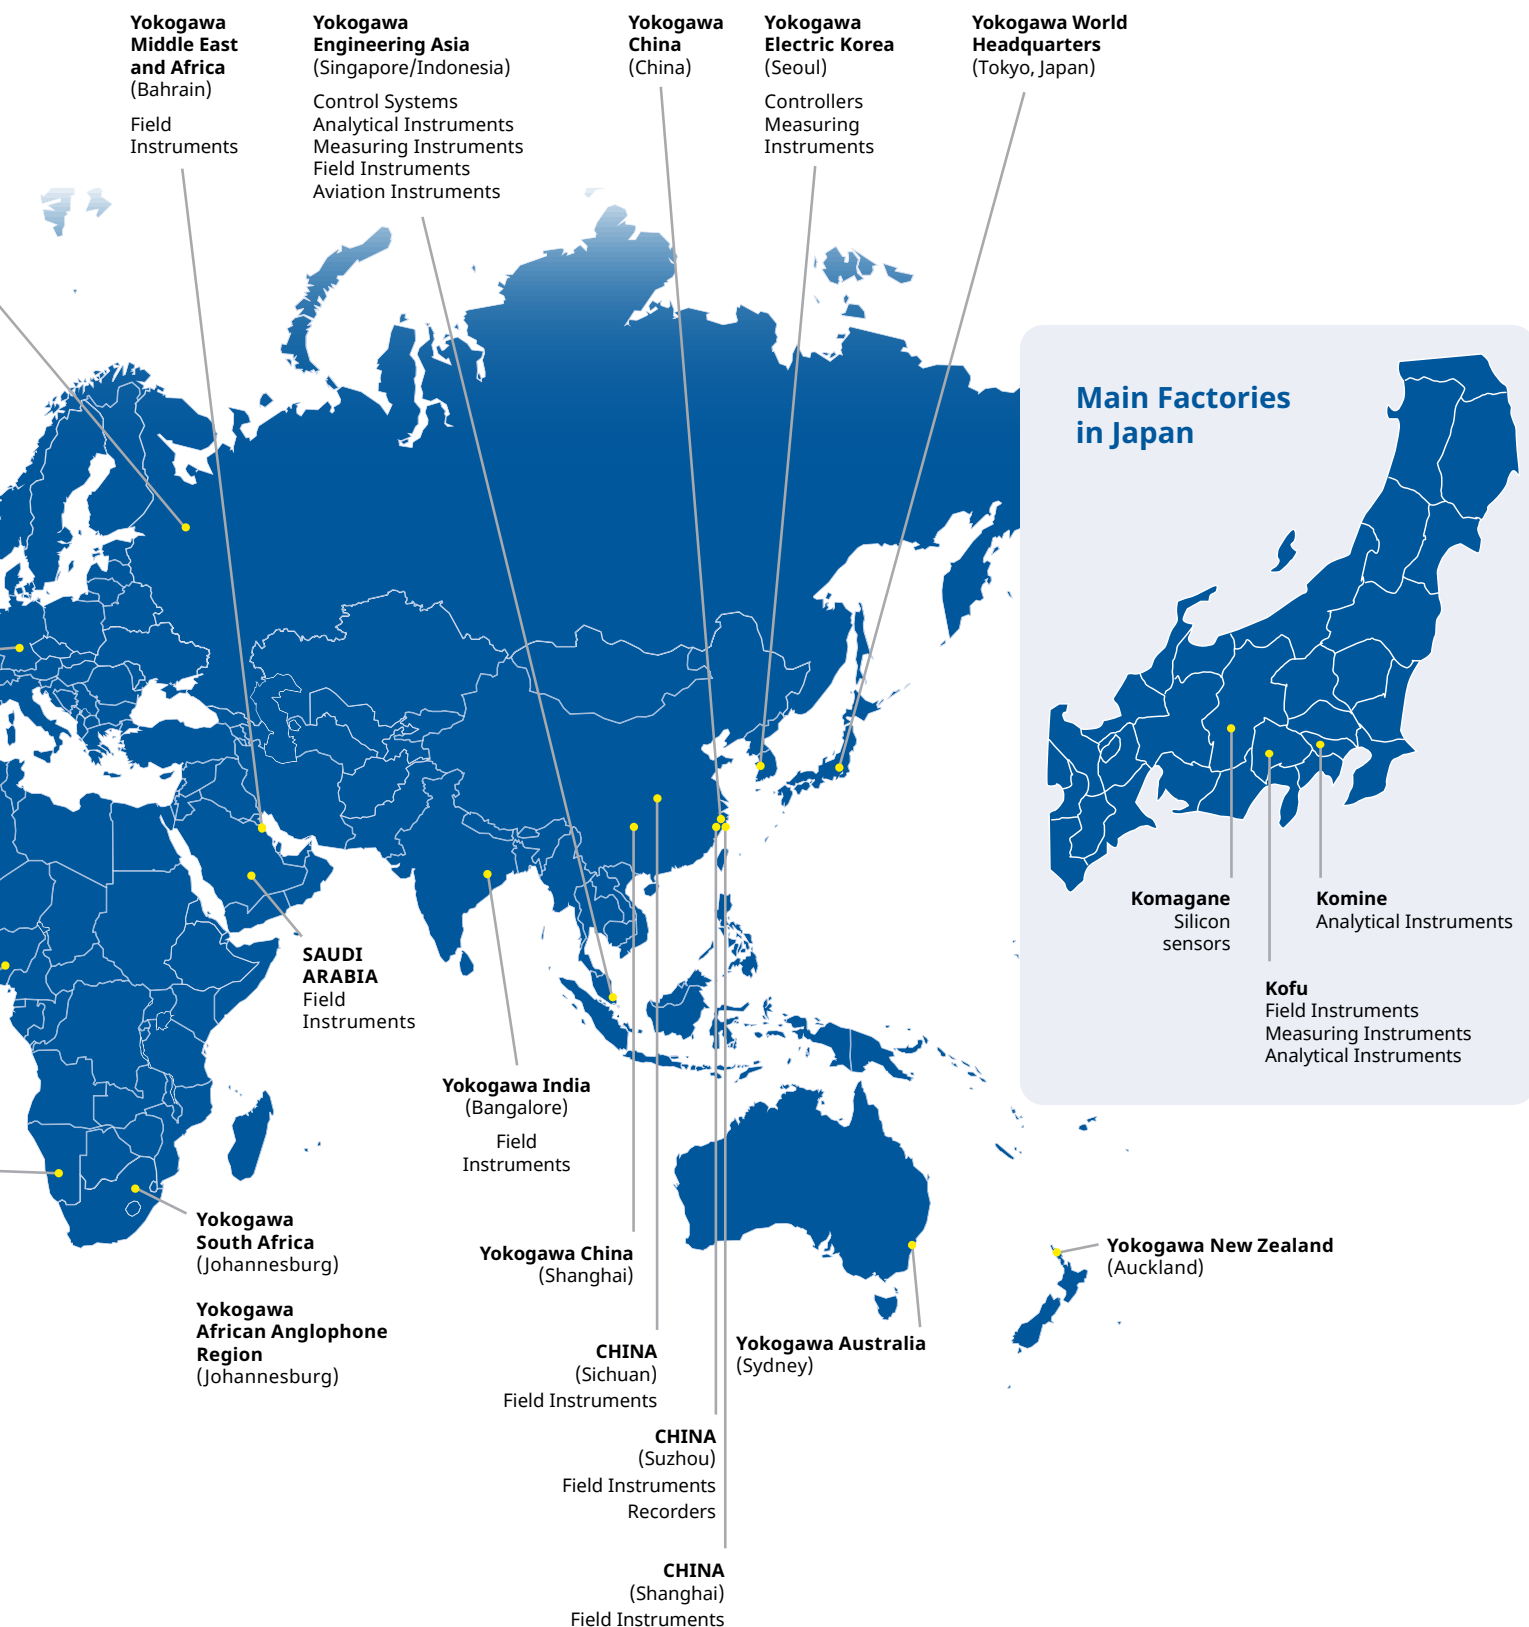 Yokogawa
Middle East
and Africa
(Bahrain)
Field
Instruments
Yokogawa
Engineering Asia
(Singapore/Indonesia)
Control Systems
Analytical Instruments
Measuring Instruments
Field Instruments
Aviation Instruments
Yokogawa
China
(China)
Yokogawa
Electric Korea
(Seoul)
Controllers
Measuring
Instruments
Yokogawa World
Headquarters
(Tokyo, Japan)
Main Factories
in Japan
Komagane
Silicon
sensors
Komine
Analytical Instruments
Kofu
Field Instruments
Measuring Instruments
Analytical Instruments
SAUDI
ARABIA
Field
Instruments
Yokogawa India
(Bangalore)
Field
Instruments
Yokogawa
South Africa
(Johannesburg)
Yokogawa
African Anglophone
Region
(Johannesburg)
Yokogawa China
(Shanghai)
CHINA
(Sichuan)
Field Instruments
CHINA
(Suzhou)
Field Instruments
Recorders
CHINA
(Shanghai)
Field Instruments
Yokogawa Australia
(Sydney)
Yokogawa New Zealand
(Auckland)